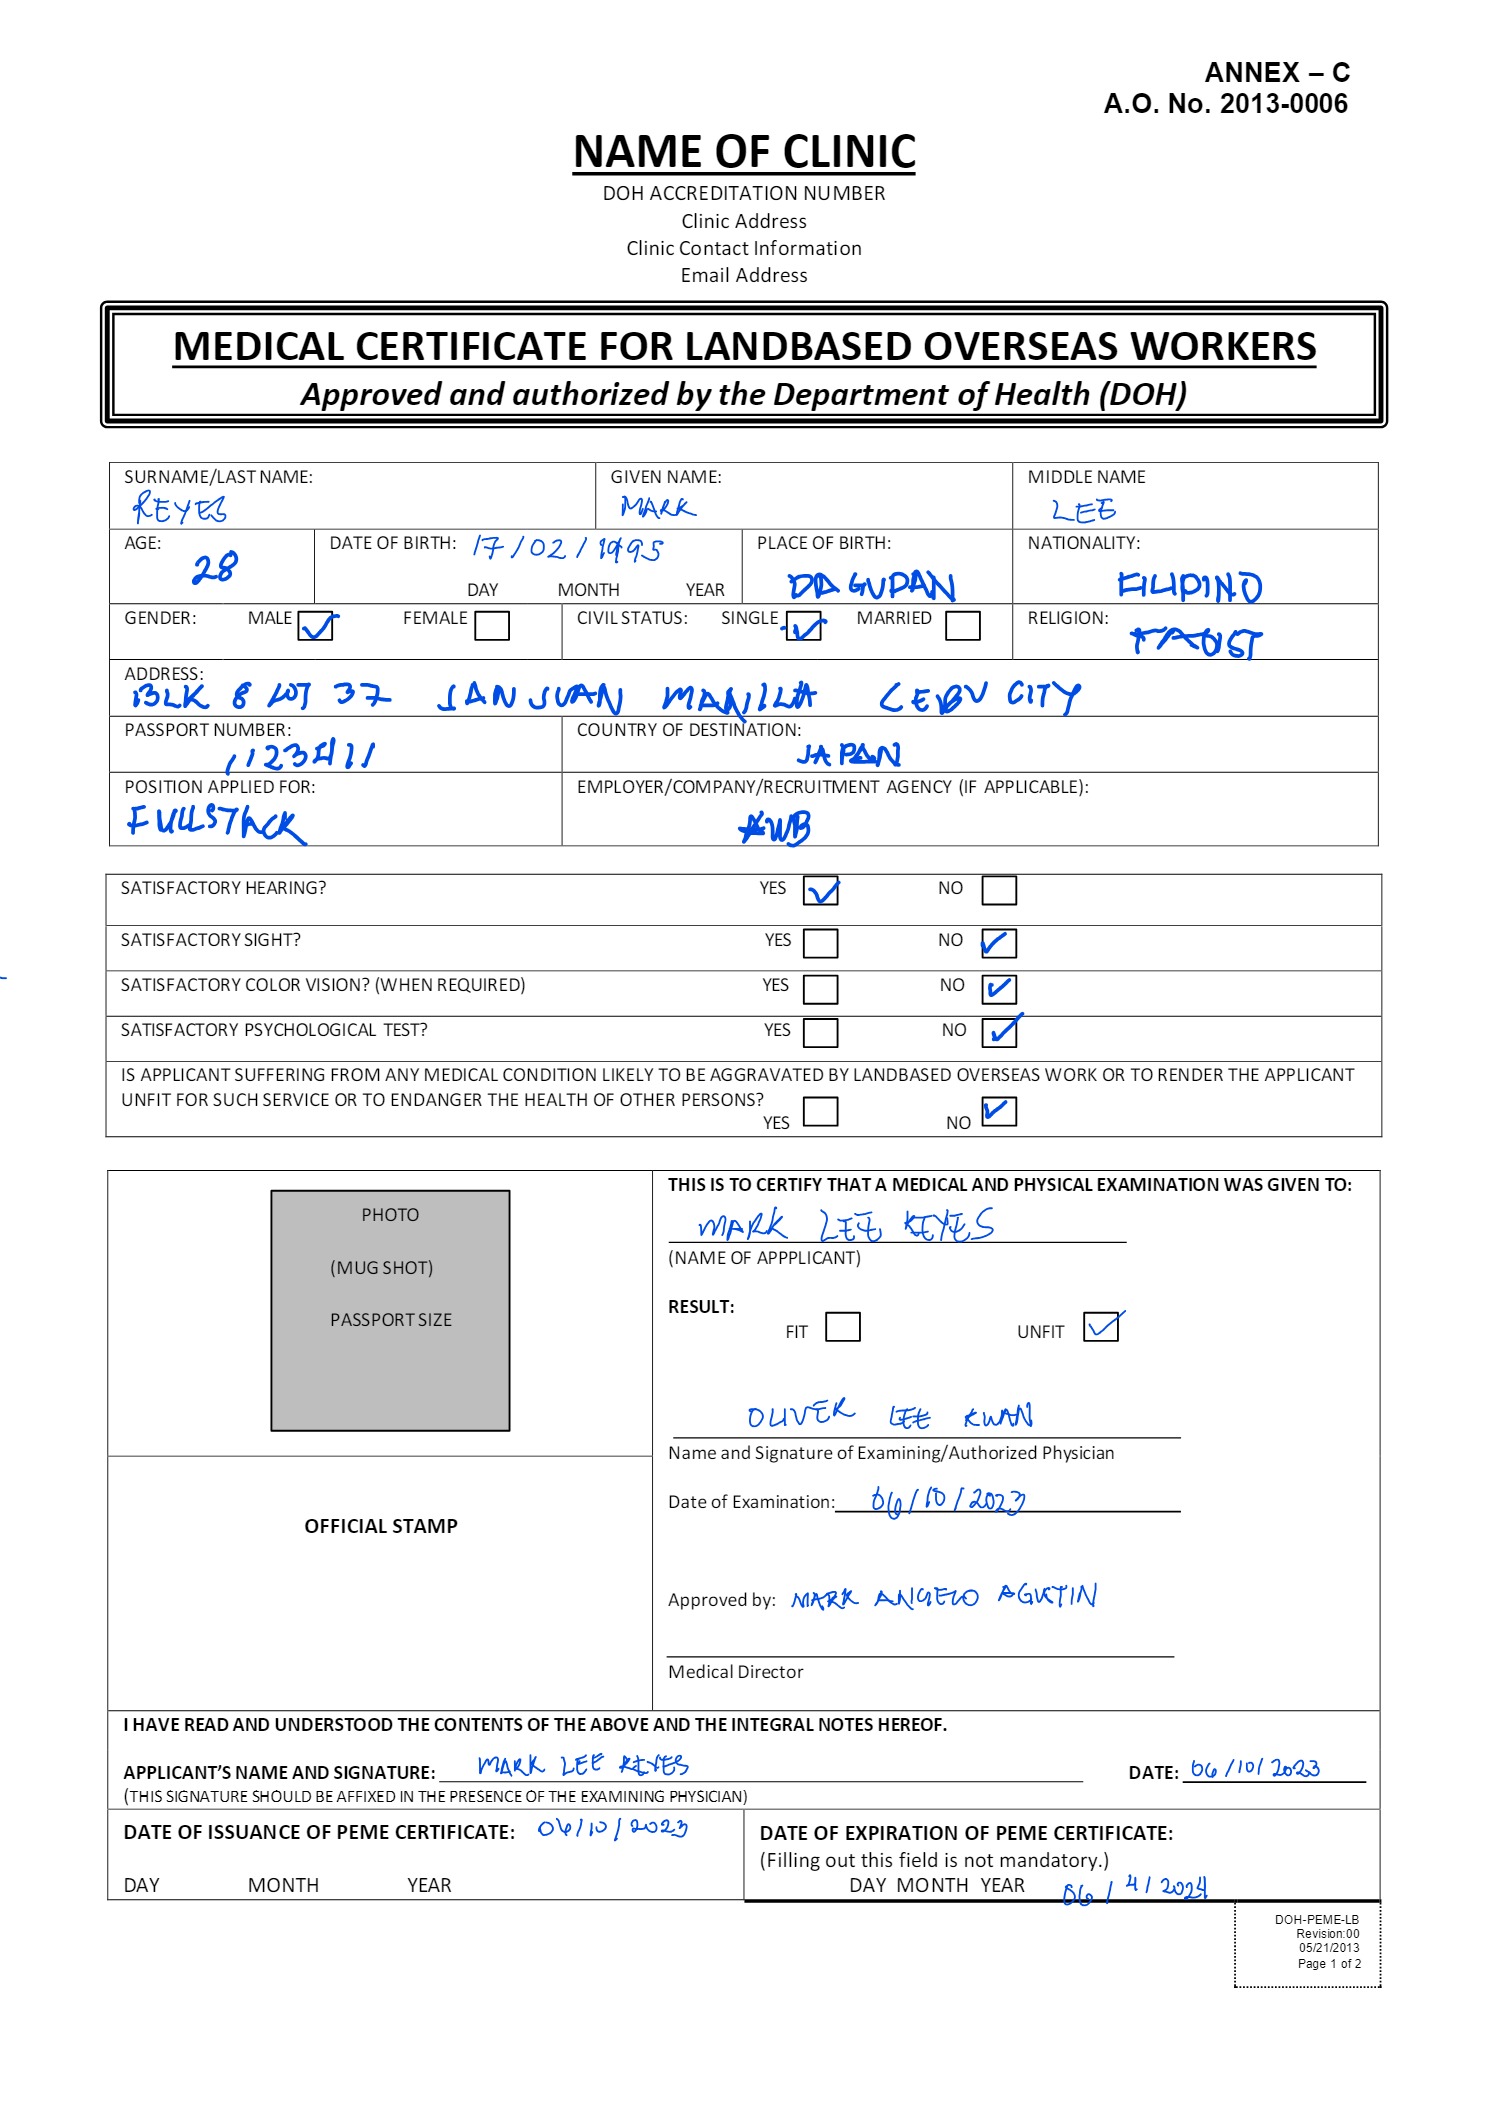 ANNEX – C
A.O. No. 2013-0006
NAME OF CLINIC
DOH ACCREDITATION NUMBER
Clinic Address
Clinic Contact Information
Email Address
MEDICAL CERTIFICATE FOR LANDBASED OVERSEAS WORKERS
Approved and authorized by the Department of Health (DOH)
SURNAME/LAST NAME: GIVEN NAME: MIDDLE NAME
REYES MARK LEE
AGE: DATE OF BIRTH: 17/02/1995 PLACE OF BIRTH: NATIONALITY:
28 DAGUPAN FILIPINO
DAY MONTH YEAR
GENDER: MALE FEMALE CIVIL STATUS: SINGLE MARRIED RELIGION:
ADDRESS:
BLK 8 LOT 37 SAN JUAN MANILLA CEBU CITY
PASSPORT NUMBER: COUNTRY OF DESTINATION:
JAPAN
POSITION APPLIED FOR: EMPLOYER/COMPANY/RECRUITMENT AGENCY (IF APPLICABLE):
FULLSTACK AWB
SATISFACTORY HEARING? YES NO
SATISFACTORY SIGHT? YES NO
SATISFACTORY COLOR VISION? (WHEN REQUIRED) YES NO
SATISFACTORY PSYCHOLOGICAL TEST? YES NO
IS APPLICANT SUFFERING FROM ANY MEDICAL CONDITION LIKELY TO BE AGGRAVATED BY LANDBASED OVERSEAS WORK OR TO RENDER THE APPLICANT
UNFIT FOR SUCH SERVICE OR TO ENDANGER THE HEALTH OF OTHER PERSONS?
YES NO
PHOTO
(MUG SHOT)
PASSPORT SIZE
OFFICIAL STAMP
THIS IS TO CERTIFY THAT A MEDICAL AND PHYSICAL EXAMINATION WAS GIVEN TO:
MARK LEE REYES
(NAME OF APPPLICANT)
RESULT:
FIT UNFIT
OLIVER LEE KWAN
Name and Signature of Examining/Authorized Physician
Date of Examination: 06/10/2023
Approved by: MARK ANGELO AGUTIN
Medical Director
I HAVE READ AND UNDERSTOOD THE CONTENTS OF THE ABOVE AND THE INTEGRAL NOTES HEREOF.
APPLICANT'S NAME AND SIGNATURE: MARK LEE REYES DATE: 06/10/2023
(THIS SIGNATURE SHOULD BE AFFIXED IN THE PRESENCE OF THE EXAMINING PHYSICIAN)
DATE OF ISSUANCE OF PEME CERTIFICATE: 06/10/2023
DAY MONTH YEAR
DATE OF EXPIRATION OF PEME CERTIFICATE:
(Filling out this field is not mandatory.)
DAY MONTH YEAR 06/4/2024
DOH-PEME-LB
Revision:00
05/21/2013
Page 1 of 2